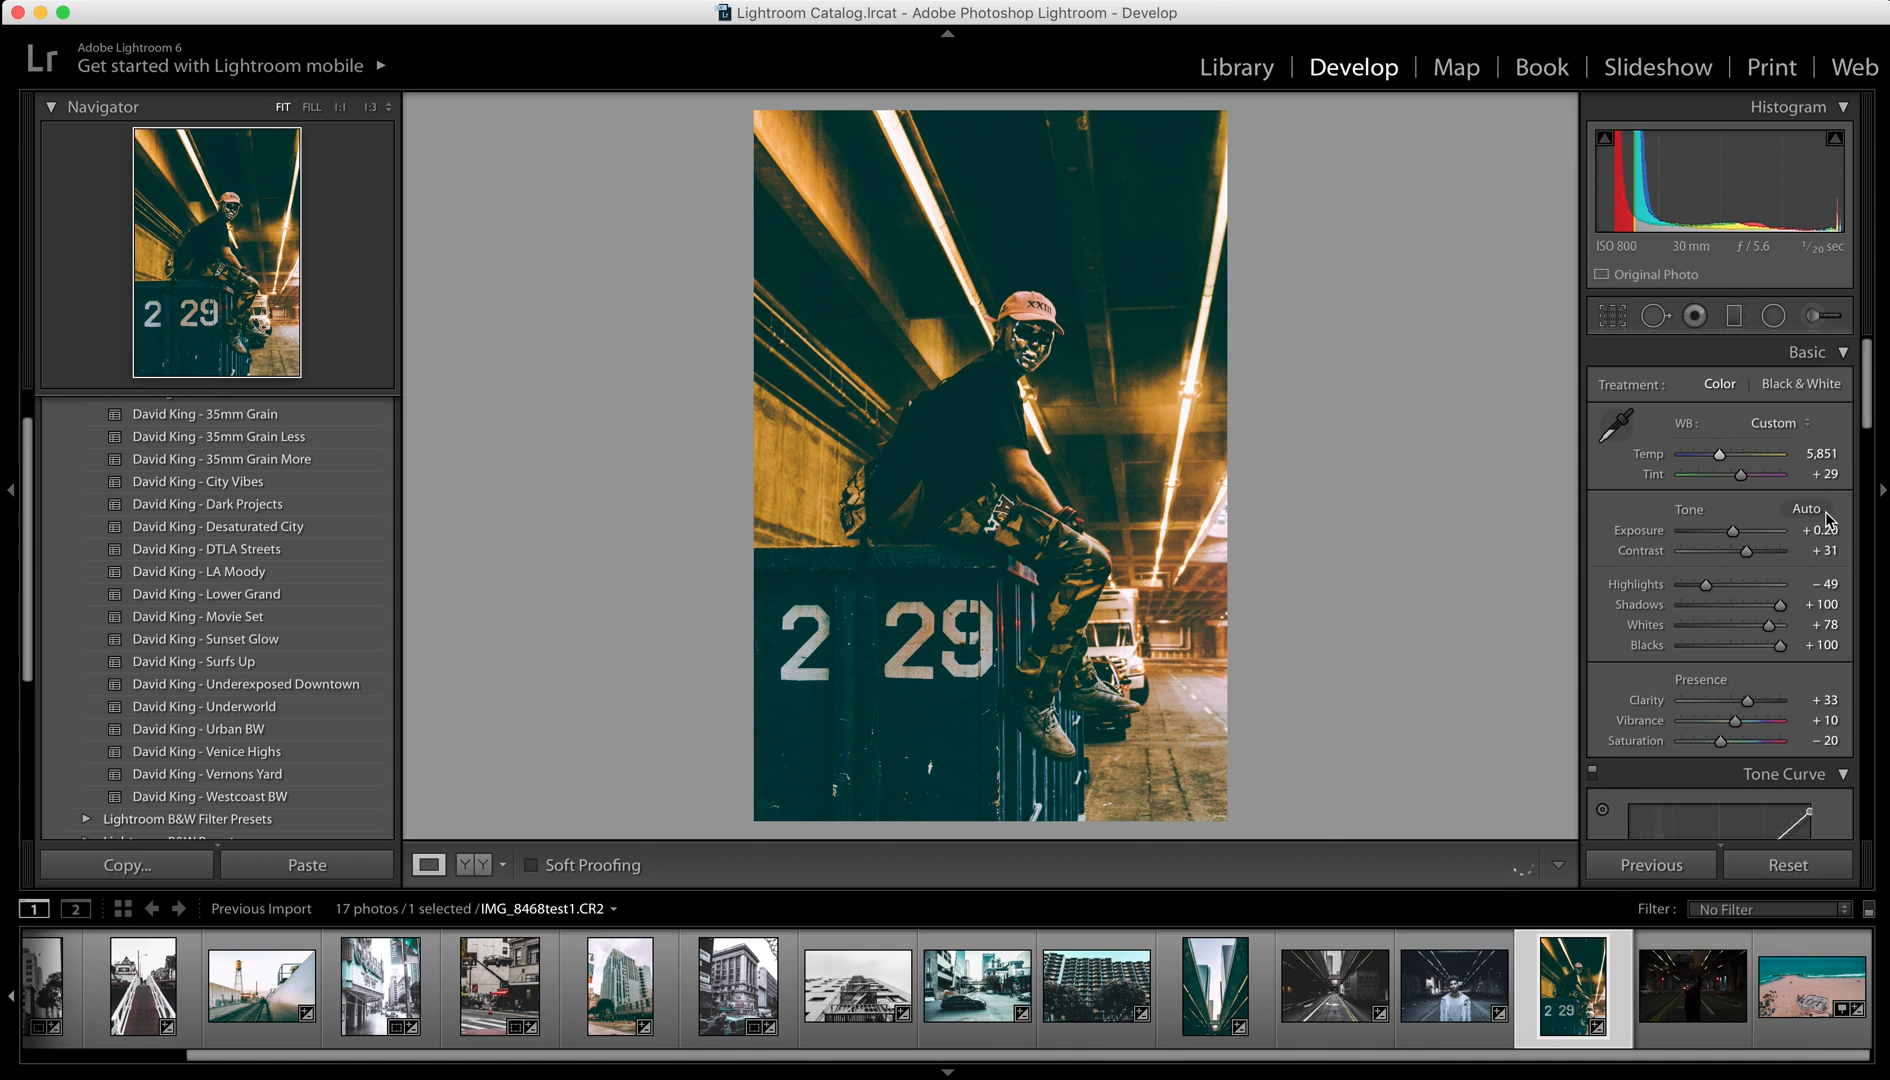 Lightroom Catalog.lrcat - Adobe Photoshop Lightroom - Develop
Lr
Adobe Lightroom 6
Get started with Lightroom mobile
Library | Develop | Map | Book | Slideshow | Print | Web
Navigator FIT FILL 1:1 1:3
2 29
David King - 35mm Grain
David King - 35mm Grain Less
David King - 35mm Grain More
David King - City Vibes
David King - Dark Projects
David King - Desaturated City
David King - DTLA Streets
David King - LA Moody
David King - Lower Grand
David King - Movie Set
David King - Sunset Glow
David King - Surfs Up
David King - Underexposed Downtown
David King - Underworld
David King - Urban BW
David King - Venice Highs
David King - Vernons Yard
David King - Westcoast BW
Lightroom B&W Filter Presets
Copy... Paste
XXIII
2 29
Y Y Soft Proofing
Histogram
ISO 800 30 mm ƒ / 5.6 1/20 sec
Original Photo
Basic
Treatment : Color | Black & White
WB : Custom
Temp 5,851
Tint + 29
Tone Auto
Exposure + 0.20
Contrast + 31
Highlights – 49
Shadows + 100
Whites + 78
Blacks + 100
Presence
Clarity + 33
Vibrance + 10
Saturation – 20
Tone Curve
Previous Reset
1 2 Previous Import 17 photos / 1 selected / IMG_8468test1.CR2
Filter : No Filter
2 29